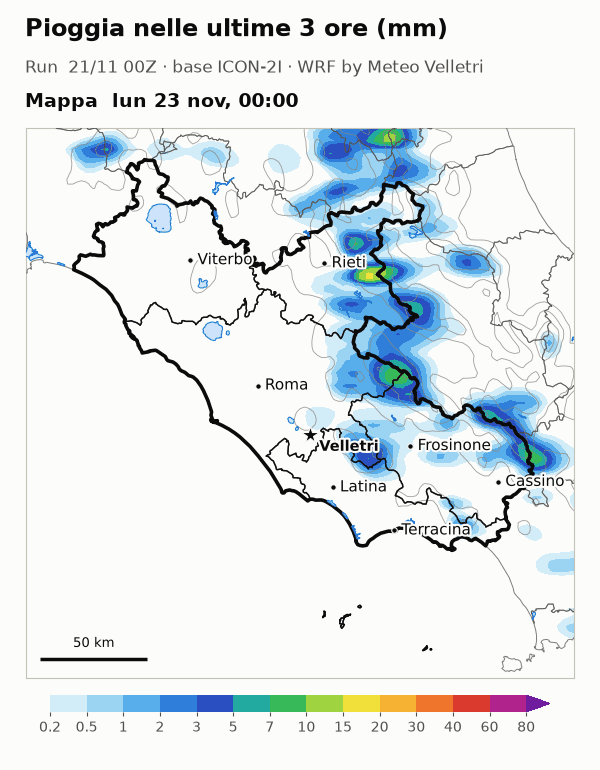 Pioggia nelle ultime 3 ore (mm)
Run 21/11 00Z · base ICON-2I · WRF by Meteo Velletri
Mappa lun 23 nov, 00:00
Viterbo
Rieti
Roma
Velletri
Frosinone
Latina
Cassino
Terracina
50 km
0.2 0.5 1 2 3 5 7 10 15 20 30 40 60 80